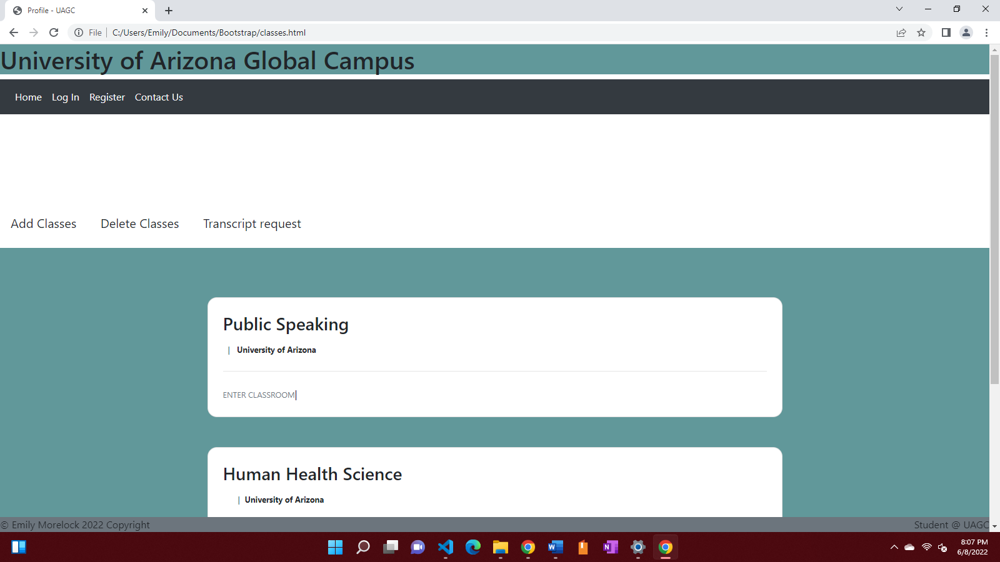 Profile - UAGC
File | C:/Users/Emily/Documents/Bootstrap/classes.html
University of Arizona Global Campus
Home Log In Register Contact Us
Add Classes Delete Classes Transcript request
Public Speaking
| University of Arizona
ENTER CLASSROOM
Human Health Science
| University of Arizona
© Emily Morelock 2022 Copyright Student @ UAGC
8:07 PM
6/8/2022